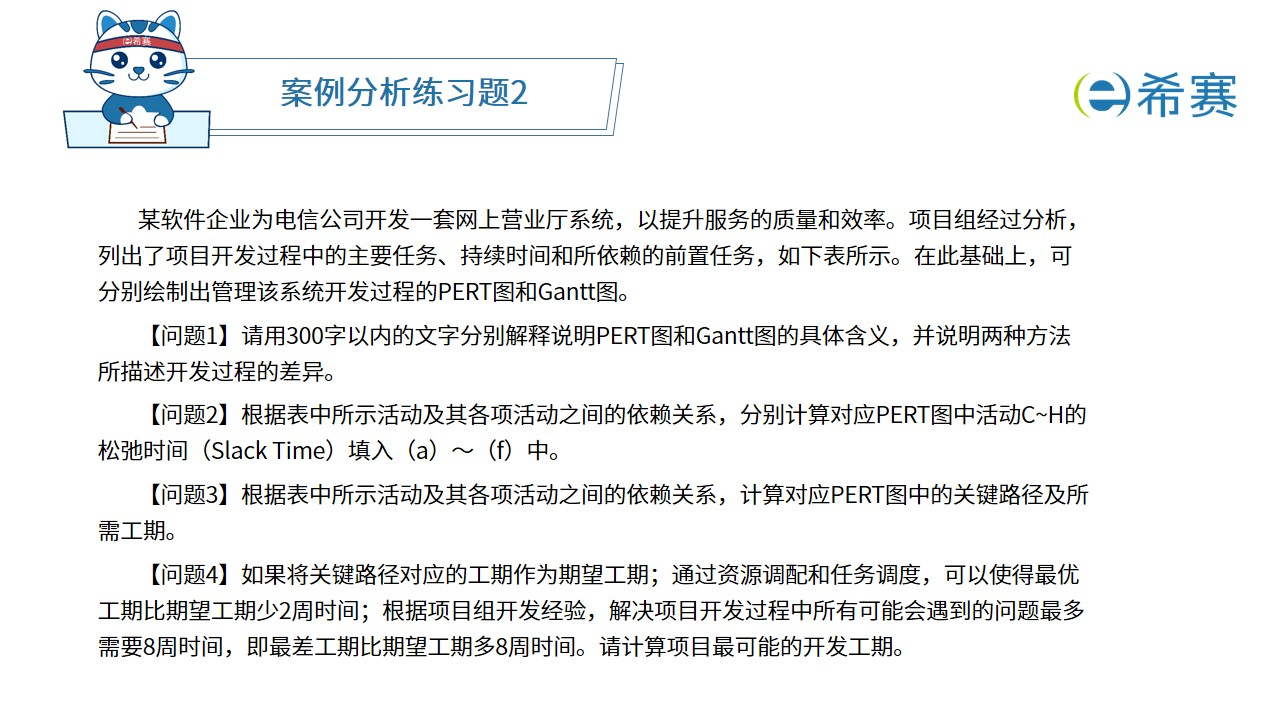 希赛
案例分析练习题2
希赛
某软件企业为电信公司开发一套网上营业厅系统，以提升服务的质量和效率。项目组经过分析，
列出了项目开发过程中的主要任务、持续时间和所依赖的前置任务，如下表所示。在此基础上，可
分别绘制出管理该系统开发过程的PERT图和Gantt图。
【问题1】请用300字以内的文字分别解释说明PERT图和Gantt图的具体含义，并说明两种方法
所描述开发过程的差异。
【问题2】根据表中所示活动及其各项活动之间的依赖关系，分别计算对应PERT图中活动C~H的
松弛时间（Slack Time）填入（a）～（f）中。
【问题3】根据表中所示活动及其各项活动之间的依赖关系，计算对应PERT图中的关键路径及所
需工期。
【问题4】如果将关键路径对应的工期作为期望工期；通过资源调配和任务调度，可以使得最优
工期比期望工期少2周时间；根据项目组开发经验，解决项目开发过程中所有可能会遇到的问题最多
需要8周时间，即最差工期比期望工期多8周时间。请计算项目最可能的开发工期。